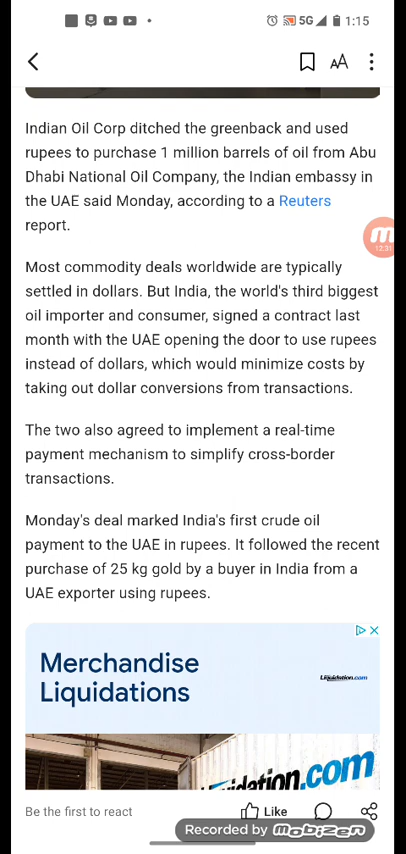 5G 1:15
AA
Indian Oil Corp ditched the greenback and used
rupees to purchase 1 million barrels of oil from Abu
Dhabi National Oil Company, the Indian embassy in
the UAE said Monday, according to a Reuters
report.
m
12:31
Most commodity deals worldwide are typically
settled in dollars. But India, the world's third biggest
oil importer and consumer, signed a contract last
month with the UAE opening the door to use rupees
instead of dollars, which would minimize costs by
taking out dollar conversions from transactions.
The two also agreed to implement a real-time
payment mechanism to simplify cross-border
transactions.
Monday's deal marked India's first crude oil
payment to the UAE in rupees. It followed the recent
purchase of 25 kg gold by a buyer in India from a
UAE exporter using rupees.
Merchandise
Liquidations
Liquidation.com
idation.com
Be the first to react
Like
Recorded by mobizen